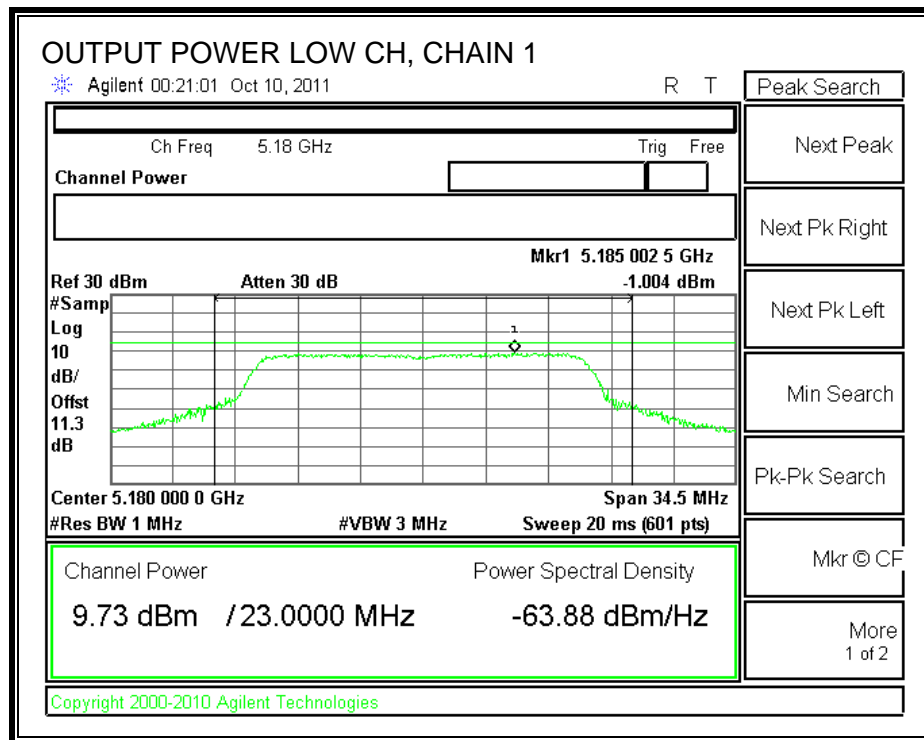 OUTPUT POWER LOW CH, CHAIN 1
Agilent 00:21:01 Oct 10, 2011 R T
Peak Search
Ch Freq 5.18 GHz Trig Free
Channel Power
Mkr1 5.185 002 5 GHz
Ref 30 dBm Atten 30 dB -1.004 dBm
#Samp
Log
10
dB/
Offst
11.3
dB
1
Center 5.180 000 0 GHz Span 34.5 MHz
#Res BW 1 MHz #VBW 3 MHz Sweep 20 ms (601 pts)
Channel Power Power Spectral Density
9.73 dBm / 23.0000 MHz -63.88 dBm/Hz
Copyright 2000-2010 Agilent Technologies
Next Peak
Next Pk Right
Next Pk Left
Min Search
Pk-Pk Search
Mkr © CF
More
1 of 2